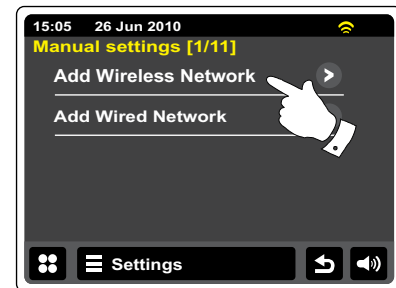 15:05 26 Jun 2010
Manual settings [1/11]
Add Wireless Network
Add Wired Network
Settings